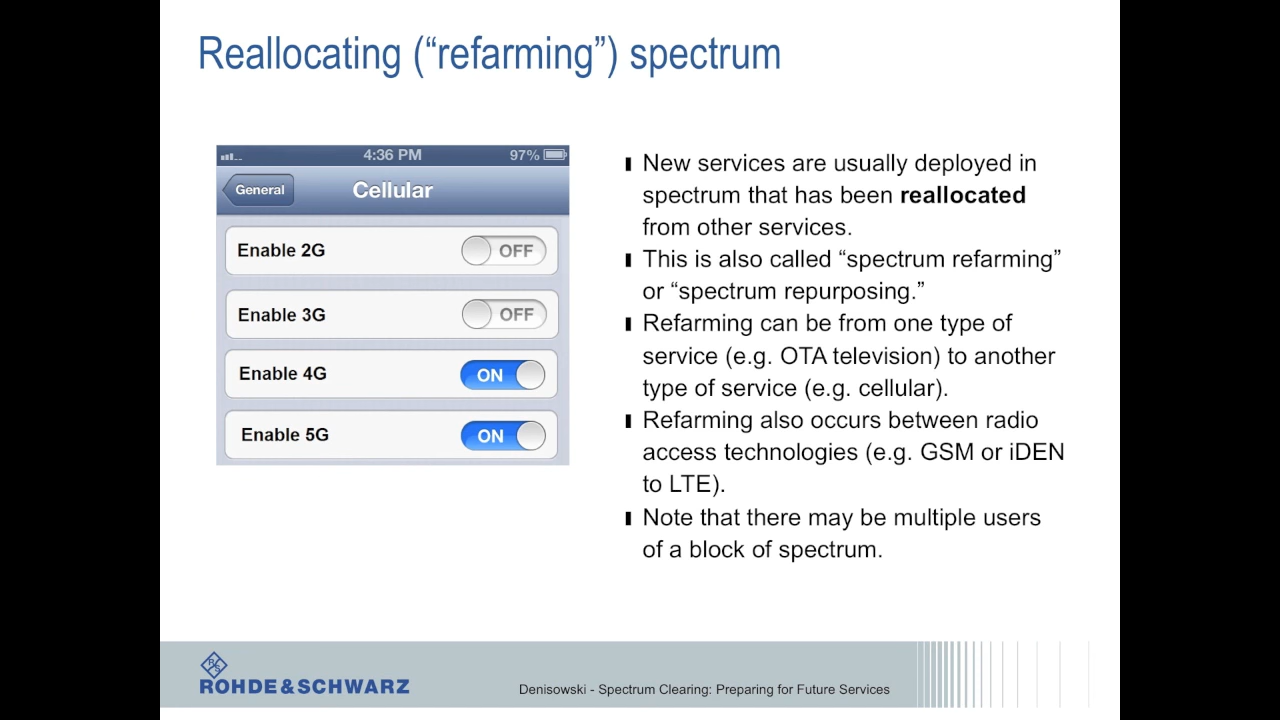 Reallocating (“refarming”) spectrum
4:36 PM 97%
General Cellular
Enable 2G OFF
Enable 3G OFF
Enable 4G ON
Enable 5G ON
New services are usually deployed in
spectrum that has been reallocated
from other services.
This is also called “spectrum refarming”
or “spectrum repurposing.”
Refarming can be from one type of
service (e.g. OTA television) to another
type of service (e.g. cellular).
Refarming also occurs between radio
access technologies (e.g. GSM or iDEN
to LTE).
Note that there may be multiple users
of a block of spectrum.
R S
ROHDE & SCHWARZ
Denisowski - Spectrum Clearing: Preparing for Future Services